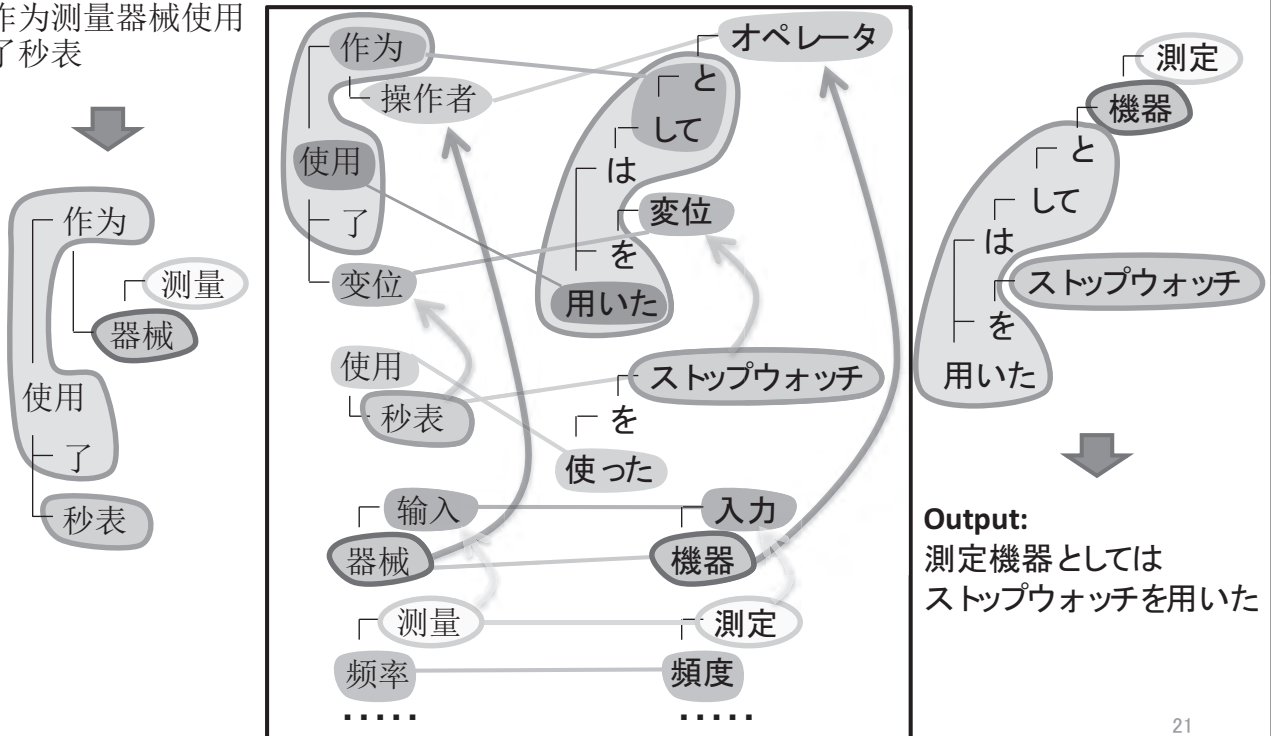 作为测量器械使用
了秒表
作为
测量
器械
使用
了
秒表
作为
操作者
使用
了
变位
オペレータ
と
して
は
変位
を
用いた
使用
秒表
ストップウォッチ
を
使った
输入
器械
入力
機器
测量
频率
測定
頻度
.....
.....
測定
機器
と
して
は
ストップウォッチ
を
用いた
Output:
測定機器としては
ストップウォッチを用いた
21